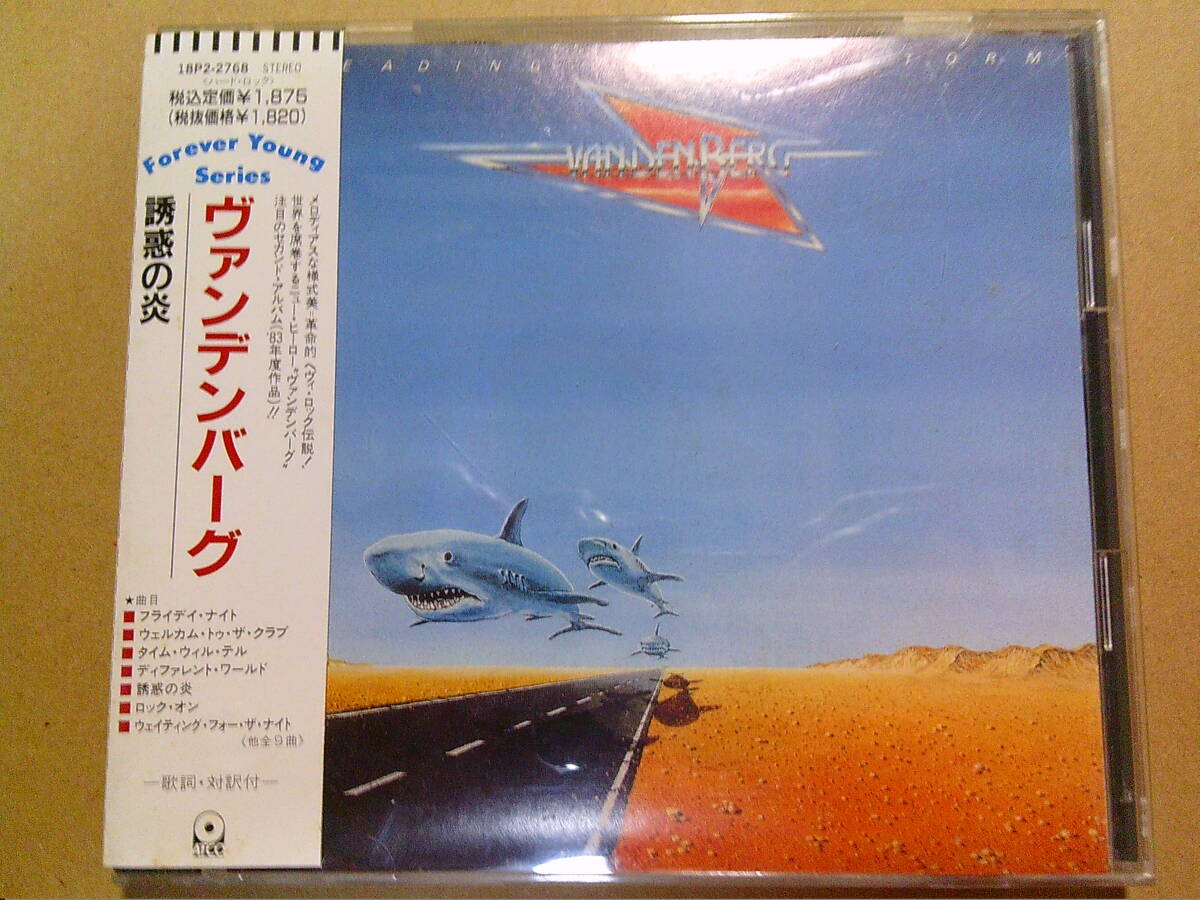 18P2-2768 STEREO
〈ハード・ロック〉
税込定価¥1,875
(税抜価格¥1,820)
Forever Young
Series
メロディアスな様式美=革命的〈ヘヴィ・ロック伝説!
世界を席巻するニュー・ヒーロー“ヴァンデンバーグ”
注目のセカンド・アルバム('83年度作品)!!
ヴァンデンバーグ
誘惑の炎
★曲目
フライデイ・ナイト
ウェルカム・トゥ・ザ・クラブ
タイム・ウィル・テル
ディファレント・ワールド
誘惑の炎
ロック・オン
ウェイティング・フォー・ザ・ナイト
〈他全9曲〉
—歌詞・対訳付—
ATCO
EADING
TORM
VANDENBERG